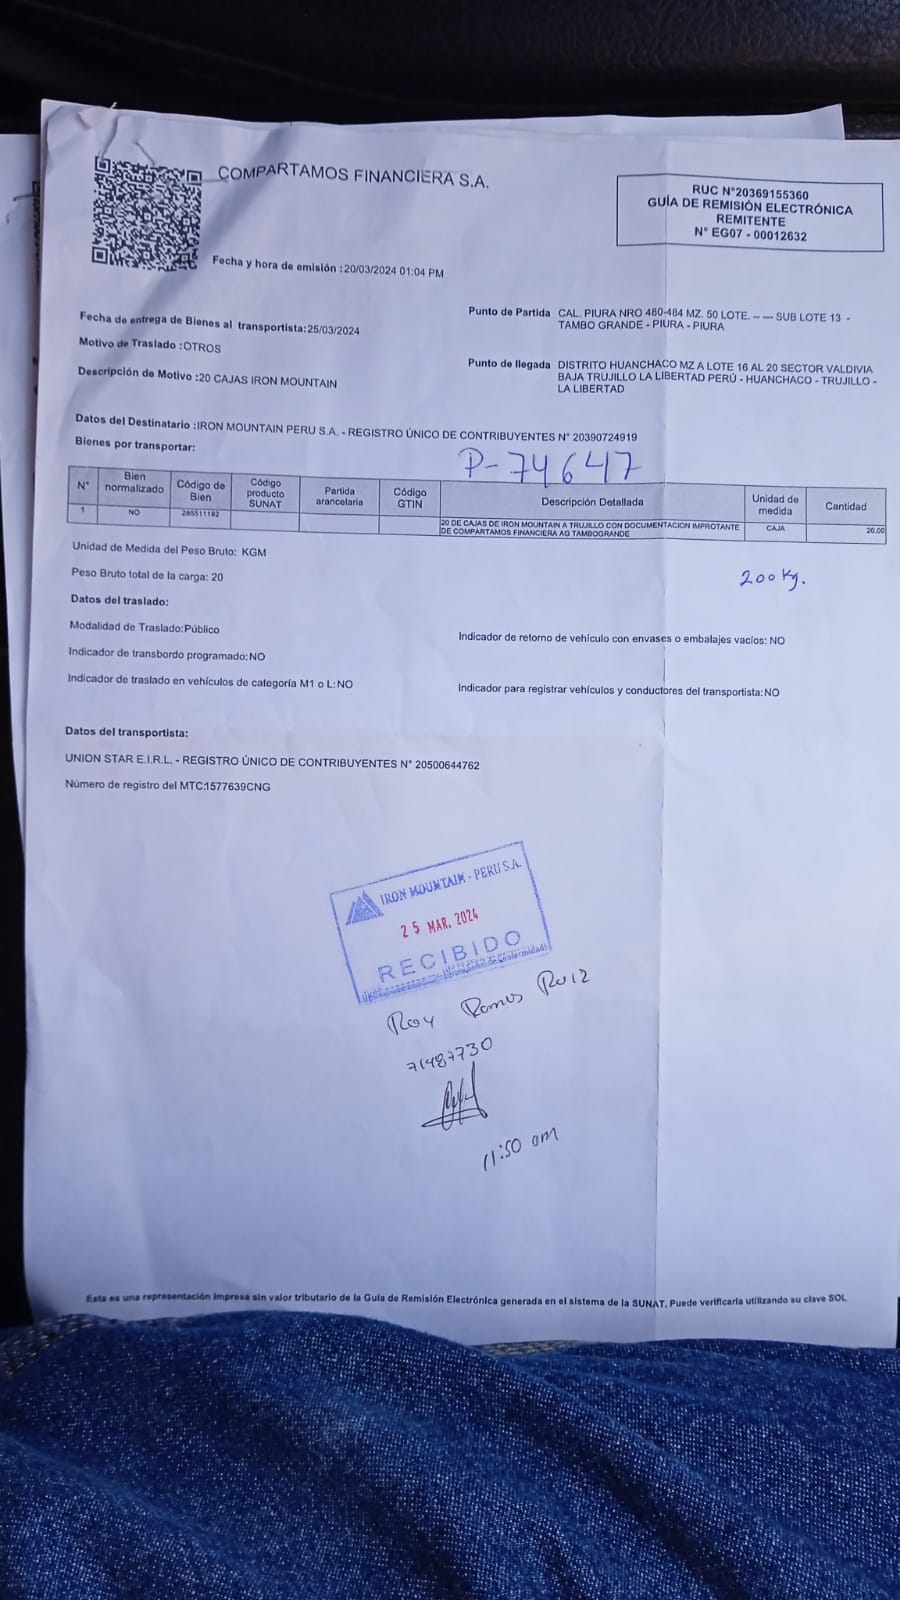 COMPARTAMOS FINANCIERA S.A.
RUC N°20369155360
GUÍA DE REMISIÓN ELECTRÓNICA
REMITENTE
N° EG07 - 00012632
Fecha y hora de emisión :20/03/2024 01:04 PM
Fecha de entrega de Bienes al transportista:25/03/2024
Motivo de Traslado :OTROS
Descripción de Motivo :20 CAJAS IRON MOUNTAIN
Punto de Partida CAL. PIURA NRO 480-484 MZ. 50 LOTE. -- --- SUB LOTE 13 -
TAMBO GRANDE - PIURA - PIURA
Punto de llegada DISTRITO HUANCHACO MZ A LOTE 16 AL 20 SECTOR VALDIVIA
BAJA TRUJILLO LA LIBERTAD PERÚ - HUANCHACO - TRUJILLO -
LA LIBERTAD
Datos del Destinatario :IRON MOUNTAIN PERU S.A. - REGISTRO ÚNICO DE CONTRIBUYENTES N° 20390724919
Bienes por transportar:
P-74647
N° Bien normalizado Código de Bien Código producto SUNAT Partida arancelaria Código GTIN Descripción Detallada Unidad de medida Cantidad
1 NO 265511192 20 DE CAJAS DE IRON MOUNTAIN A TRUJILLO CON DOCUMENTACION IMPROTANTE CAJA 20.00
DE COMPARTAMOS FINANCIERA AG TAMBOGRANDE
Unidad de Medida del Peso Bruto: KGM
Peso Bruto total de la carga: 20
200 Kg.
Datos del traslado:
Modalidad de Traslado:Público
Indicador de retorno de vehículo con envases o embalajes vacíos: NO
Indicador de transbordo programado:NO
Indicador de traslado en vehículos de categoría M1 o L:NO
Indicador para registrar vehículos y conductores del transportista:NO
Datos del transportista:
UNION STAR E.I.R.L. - REGISTRO ÚNICO DE CONTRIBUYENTES N° 20500644762
Número de registro del MTC:1577639CNG
IRON MOUNTAIN - PERU S.A.
25 MAR. 2024
RECIBIDO
Roy Ramos Ruiz
71487730
11:50 am
Esta es una representación impresa sin valor tributario de la Guía de Remisión Electrónica generada en el sistema de la SUNAT. Puede verificarla utilizando su clave SOL